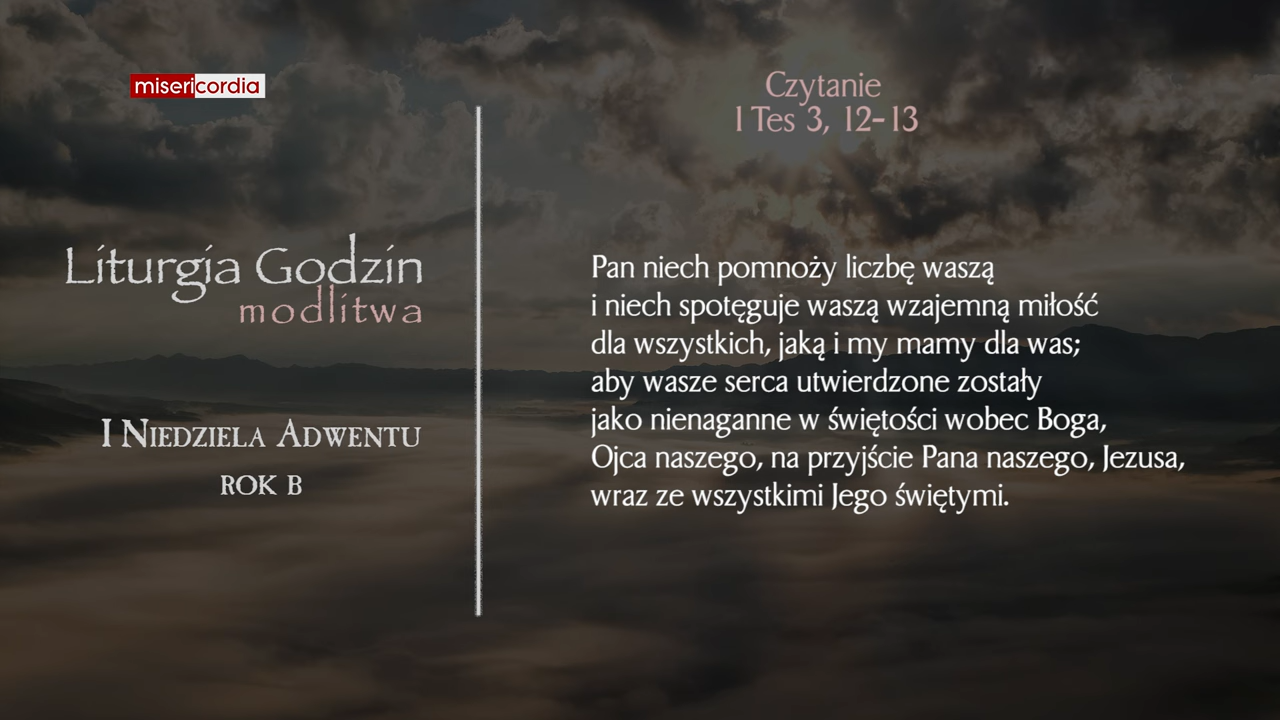 misericordia
Liturgia Godzin
modlitwa
I Niedziela Adwentu
rok B
Czytanie
1 Tes 3, 12-13
Pan niech pomnoży liczbę waszą
i niech spotęguje waszą wzajemną miłość
dla wszystkich, jaką i my mamy dla was;
aby wasze serca utwierdzone zostały
jako nienaganne w świętości wobec Boga,
Ojca naszego, na przyjście Pana naszego, Jezusa,
wraz ze wszystkimi Jego świętymi.